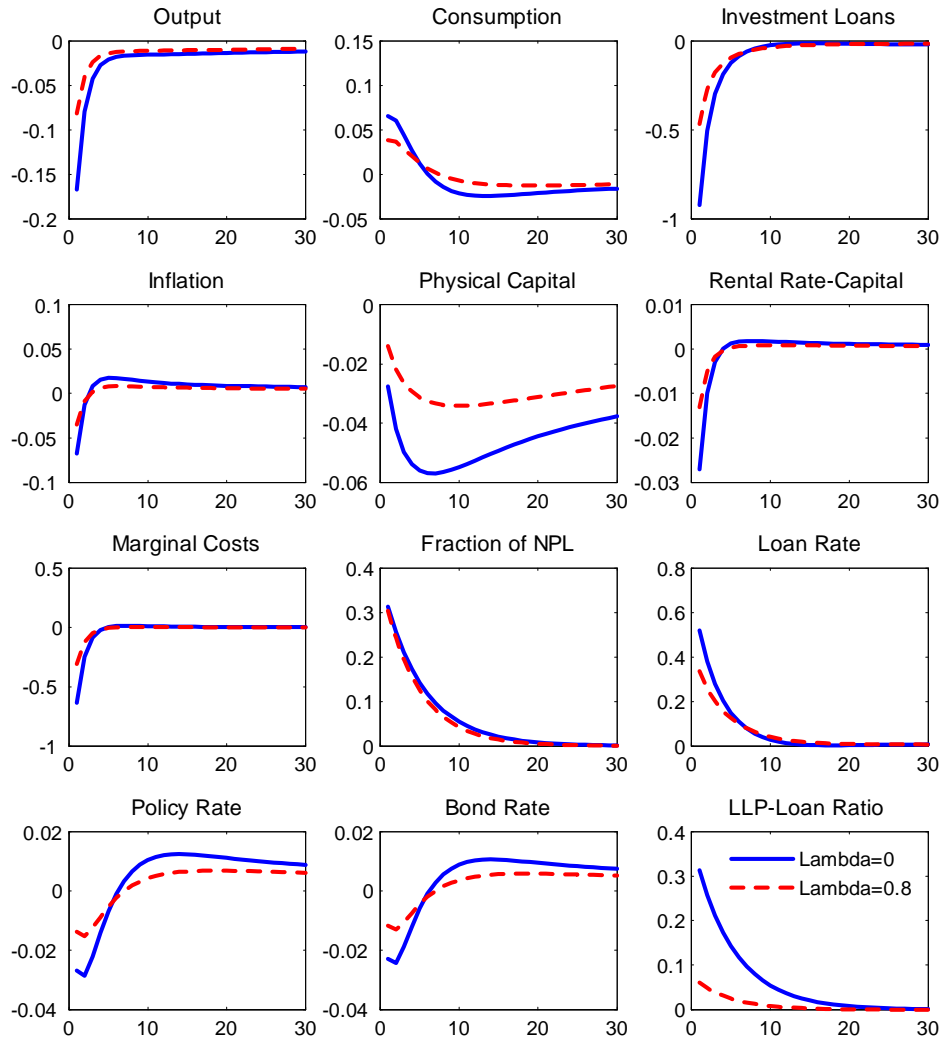 Output
0
-0.05
-0.1
-0.15
-0.2
0 10 20 30
Consumption
0.15
0.1
0.05
0
-0.05
0 10 20 30
Investment Loans
0
-0.5
-1
0 10 20 30
Inflation
0.1
0.05
0
-0.05
-0.1
0 10 20 30
Physical Capital
0
-0.02
-0.04
-0.06
0 10 20 30
Rental Rate-Capital
0.01
0
-0.01
-0.02
-0.03
0 10 20 30
Marginal Costs
0.5
0
-0.5
-1
0 10 20 30
Fraction of NPL
0.4
0.3
0.2
0.1
0
0 10 20 30
Loan Rate
0.8
0.6
0.4
0.2
0
0 10 20 30
Policy Rate
0.02
0
-0.02
-0.04
0 10 20 30
Bond Rate
0.02
0
-0.02
-0.04
0 10 20 30
LLP-Loan Ratio
0.4
0.3
0.2
0.1
0
0 10 20 30
Lambda=0
Lambda=0.8